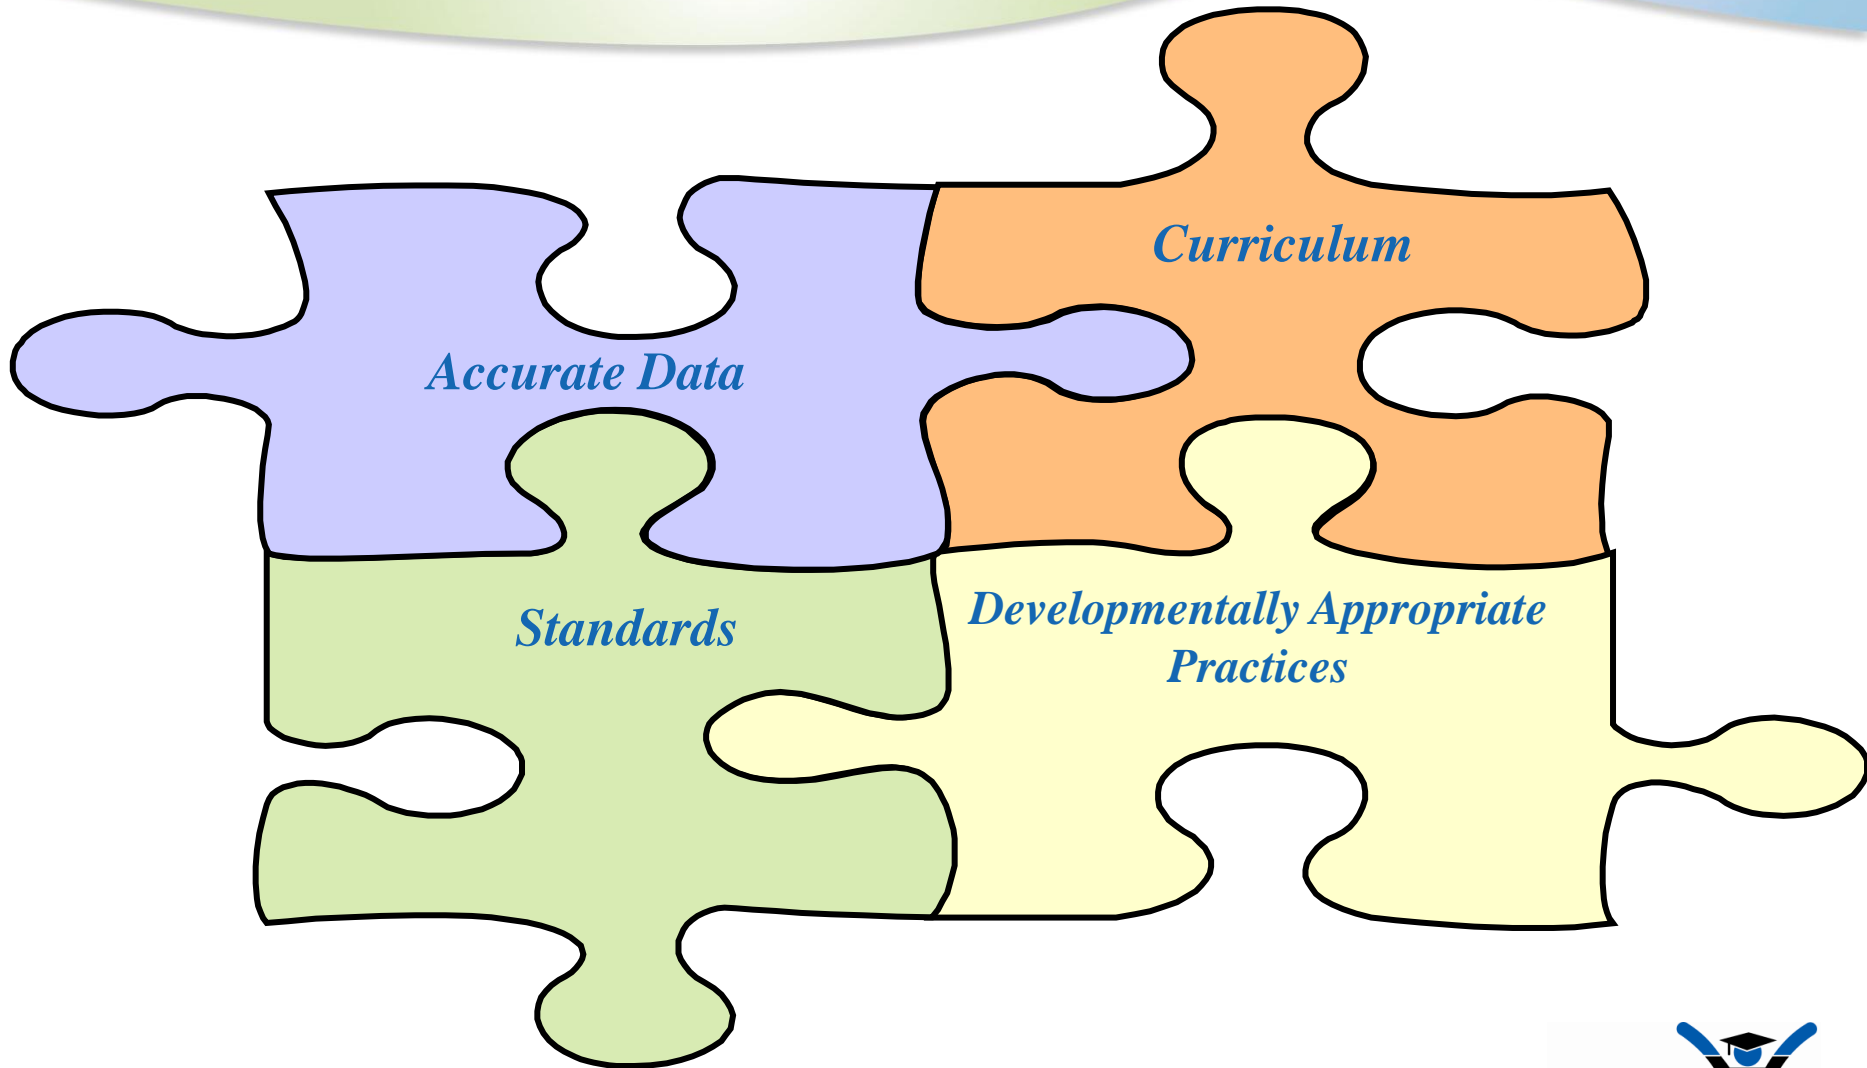 Curriculum
Accurate Data
Standards
Developmentally Appropriate
Practices